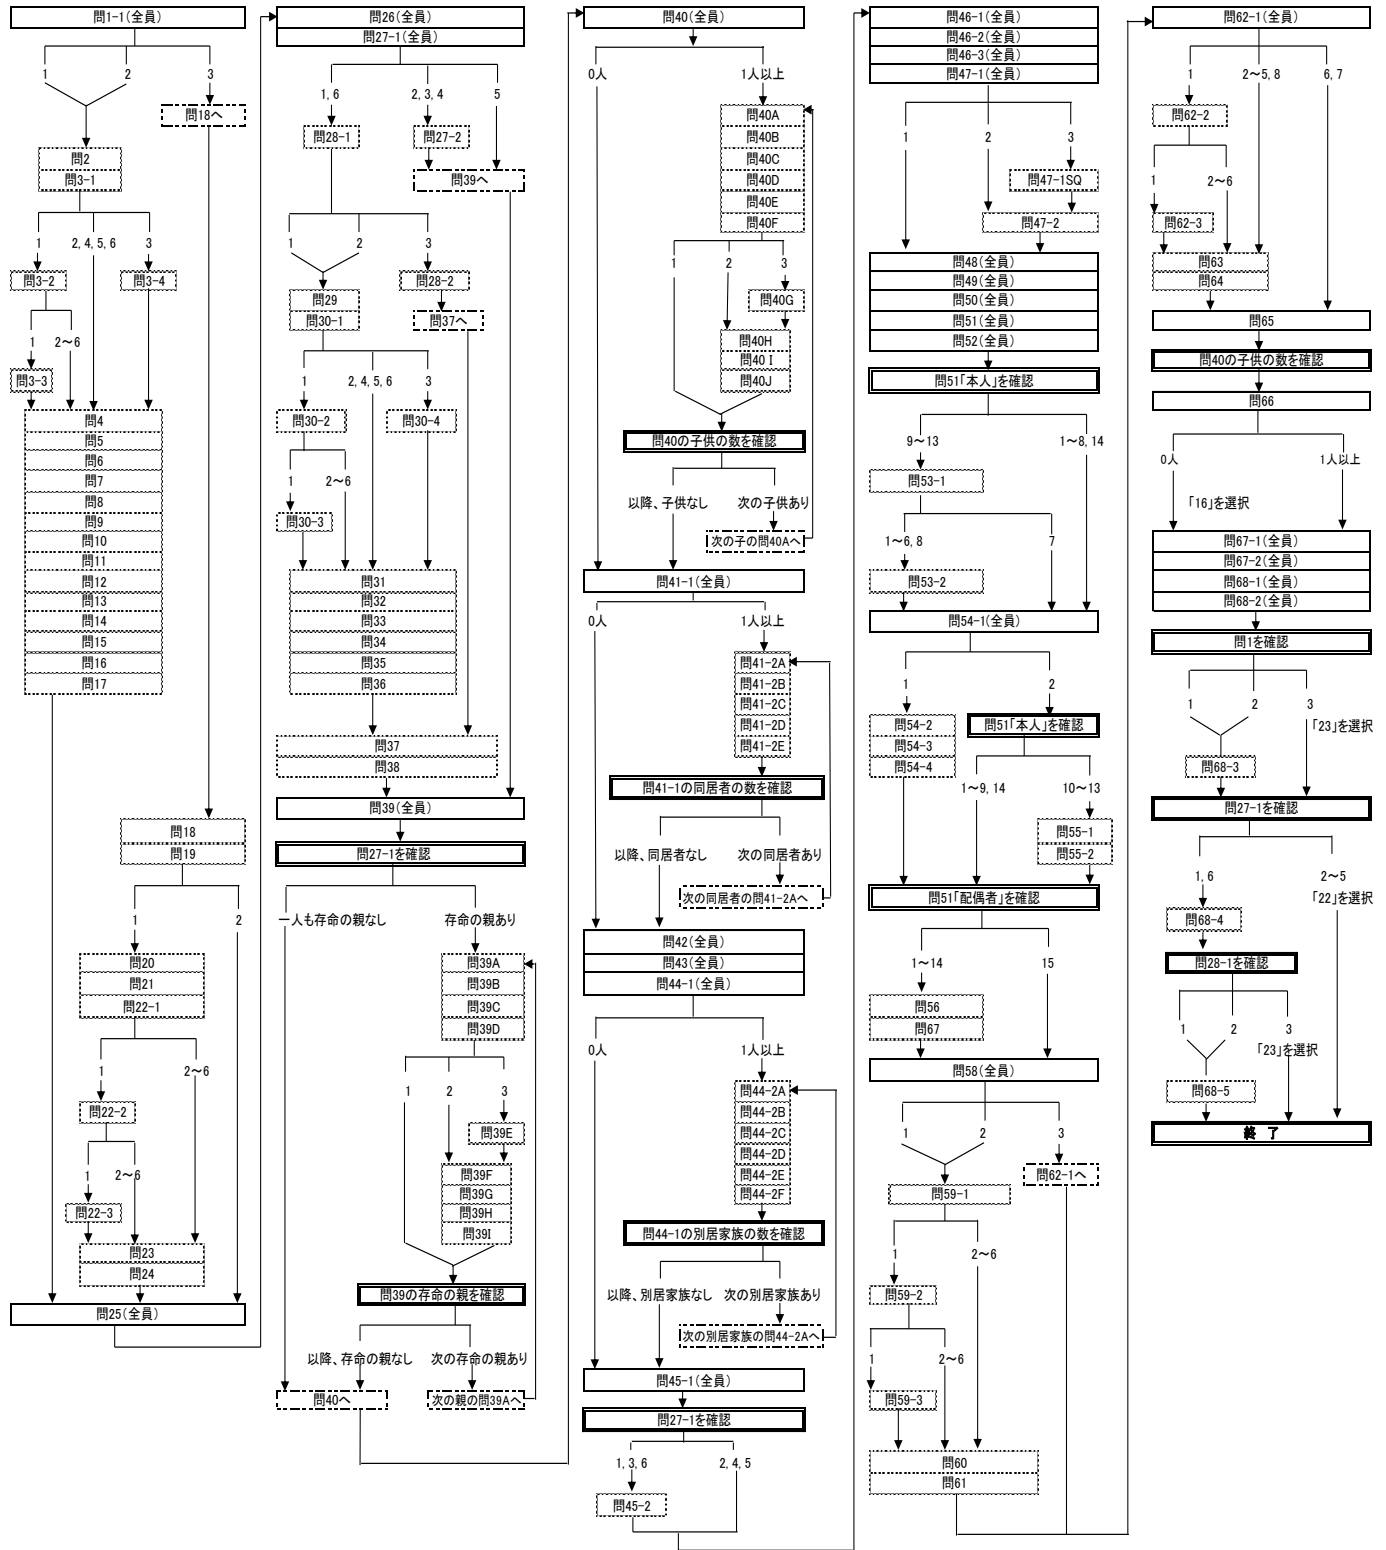 問1-1(全員)
1
2
3
問18へ
問2
問3-1
1
2, 4, 5, 6
3
問3-2
問3-4
1
2～6
問3-3
問4
問5
問6
問7
問8
問9
問10
問11
問12
問13
問14
問15
問16
問17
問18
問19
1
2
問20
問21
問22-1
1
2～6
問22-2
1
2～6
問22-3
問23
問24
問25(全員)
問26(全員)
問27-1(全員)
1, 6
2, 3, 4
5
問28-1
問27-2
問39へ
1
2
3
問28-2
問29
問30-1
問37へ
1
2, 4, 5, 6
3
問30-2
問30-4
1
2～6
問30-3
問31
問32
問33
問34
問35
問36
問37
問38
問39(全員)
問27-1を確認
一人も存命の親なし
存命の親あり
問39A
問39B
問39C
問39D
1
2
3
問39E
問39F
問39G
問39H
問39I
問39の存命の親を確認
以降、存命の親なし
次の存命の親あり
問40へ
次の親の問39Aへ
問40(全員)
0人
1人以上
問40A
問40B
問40C
問40D
問40E
問40F
1
2
3
問40G
問40H
問40I
問40J
問40の子供の数を確認
以降、子供なし
次の子供あり
次の子の問40Aへ
問41-1(全員)
0人
1人以上
問41-2A
問41-2B
問41-2C
問41-2D
問41-2E
問41-1の同居者の数を確認
以降、同居者なし
次の同居者あり
次の同居者の問41-2Aへ
問42(全員)
問43(全員)
問44-1(全員)
0人
1人以上
問44-2A
問44-2B
問44-2C
問44-2D
問44-2E
問44-2F
問44-1の別居家族の数を確認
以降、別居家族なし
次の別居家族あり
次の別居家族の問44-2Aへ
問45-1(全員)
問27-1を確認
1, 3, 6
2, 4, 5
問45-2
問46-1(全員)
問46-2(全員)
問46-3(全員)
問47-1(全員)
1
2
3
問47-1SQ
問47-2
問48(全員)
問49(全員)
問50(全員)
問51(全員)
問52(全員)
問51「本人」を確認
9～13
1～8, 14
問53-1
1～6, 8
7
問53-2
問54-1(全員)
1
2
問54-2
問54-3
問54-4
問51「本人」を確認
1～9, 14
10～13
問55-1
問55-2
問51「配偶者」を確認
1～14
15
問56
問67
問58(全員)
1
2
3
問62-1へ
問59-1
1
2～6
問59-2
1
2～6
問59-3
問60
問61
問62-1(全員)
1
2～5, 8
6, 7
問62-2
1
2～6
問62-3
問63
問64
問65
問40の子供の数を確認
問66
0人
1人以上
「16」を選択
問67-1(全員)
問67-2(全員)
問68-1(全員)
問68-2(全員)
問1を確認
1
2
3
「23」を選択
問68-3
問27-1を確認
1, 6
2～5
「22」を選択
問68-4
問28-1を確認
1
2
3
「23」を選択
問68-5
終　了